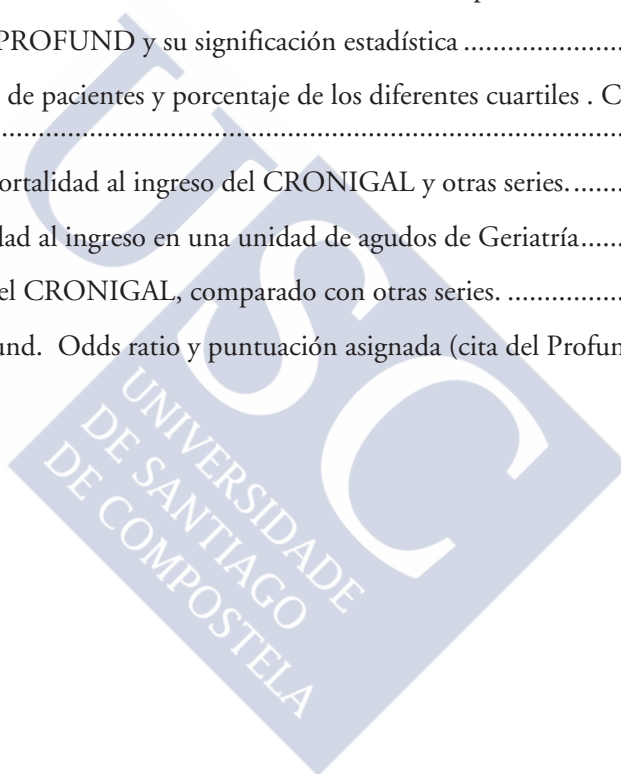 PROFUND y su significación estadística ......................
de pacientes y porcentaje de los diferentes cuartiles . C
..............................................................................................
ortalidad al ingreso del CRONIGAL y otras series........
dad al ingreso en una unidad de agudos de Geriatría......
el CRONIGAL, comparado con otras series. ................
und. Odds ratio y puntuación asignada (cita del Profun
USC
UNIVERSIDADE
DE SANTIAGO
DE COMPOSTELA